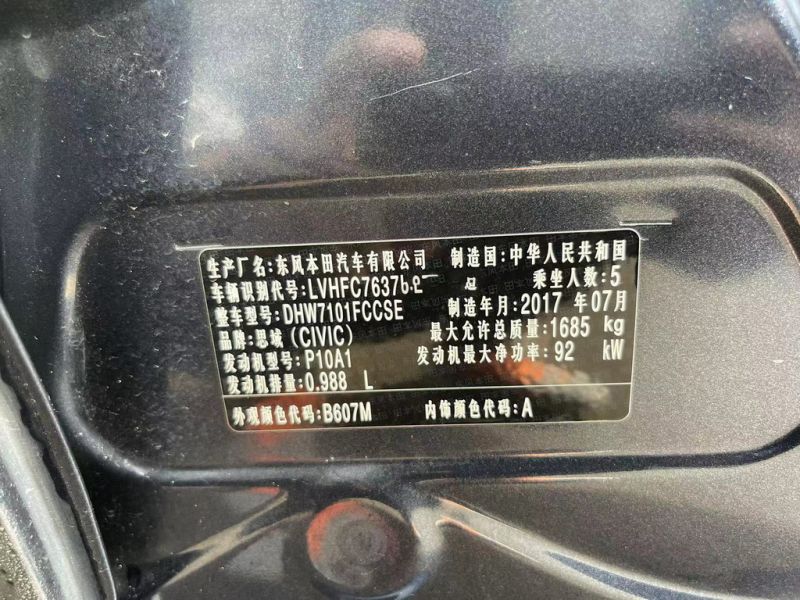 生产厂名:东风本田汽车有限公司 制造国:中华人民共和国
车辆识别代号:LVHFC7637 乘坐人数:5
整车型号:DHW7101FCCSE 制造年月:2017 年07月
品牌:思域(CIVIC) 最大允许总质量:1685 kg
发动机型号:P10A1 发动机最大净功率:92 kW
发动机排量:0.988 L
外观颜色代码:B607M 内饰颜色代码:A